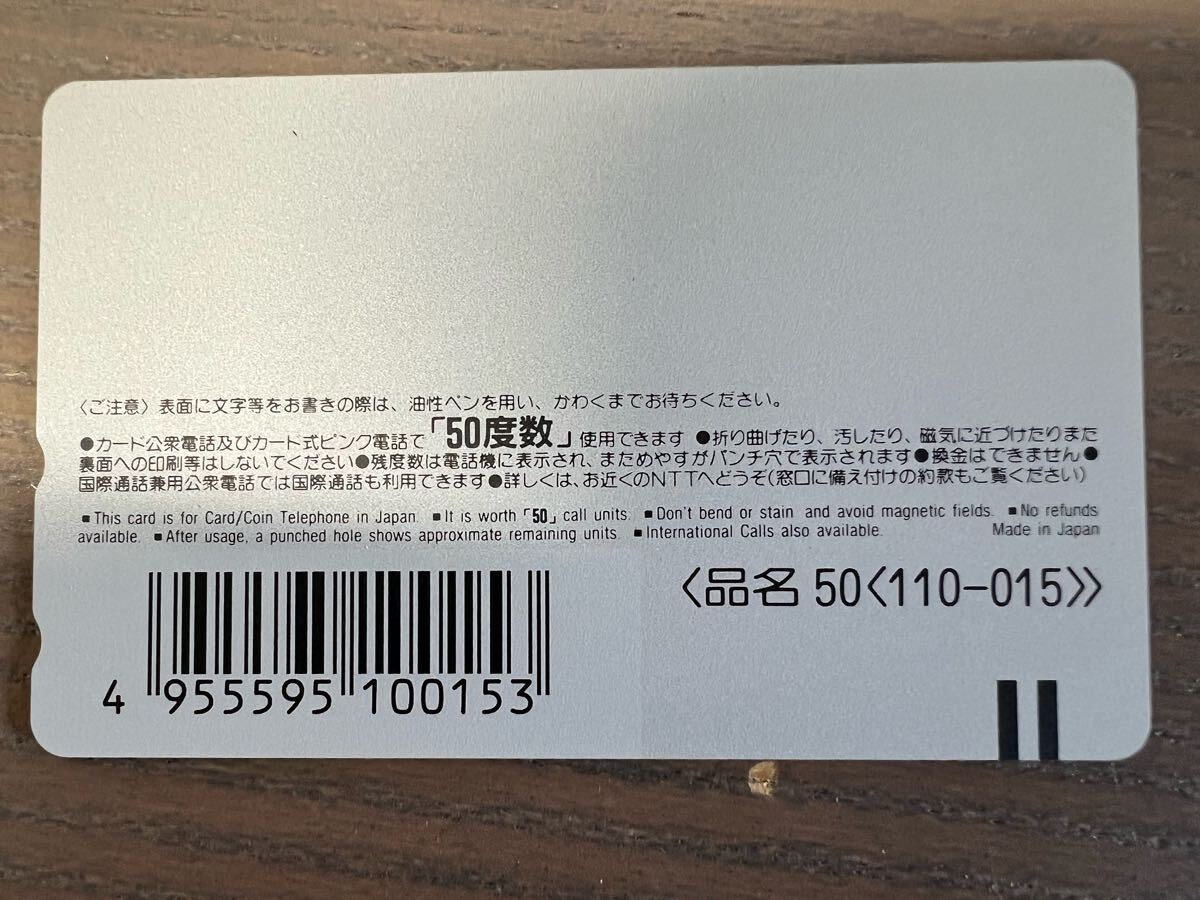 〈ご注意〉表面に文字等をお書きの際は、油性ペンを用い、かわくまでお待ちください。
●カード公衆電話及びカード式ピンク電話で「50度数」使用できます ●折り曲げたり、汚したり、磁気に近づけたりまた
裏面への印刷等はしないでください●残度数は電話機に表示され、まためやすがパンチ穴で表示されます●換金はできません●
国際通話兼用公衆電話では国際通話も利用できます●詳しくは、お近くのNTTへどうぞ(窓口に備え付けの約款もご覧ください)
■This card is for Card/Coin Telephone in Japan. ■It is worth「50」call units. ■Don't bend or stain and avoid magnetic fields. ■No refunds
available. ■After usage, a punched hole shows approximate remaining units. ■International Calls also available. Made in Japan
〈品名 50〈110-015〉〉
4 955595 100153